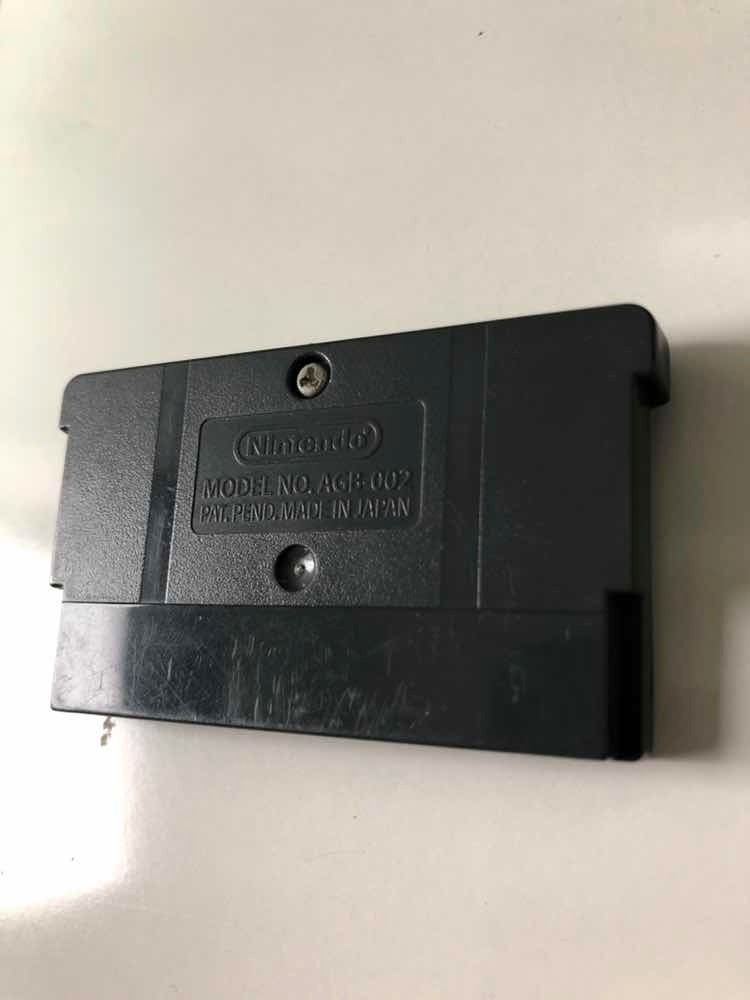 Nintendo®
MODEL NO. AGB-002
PAT. PEND. MADE IN JAPAN